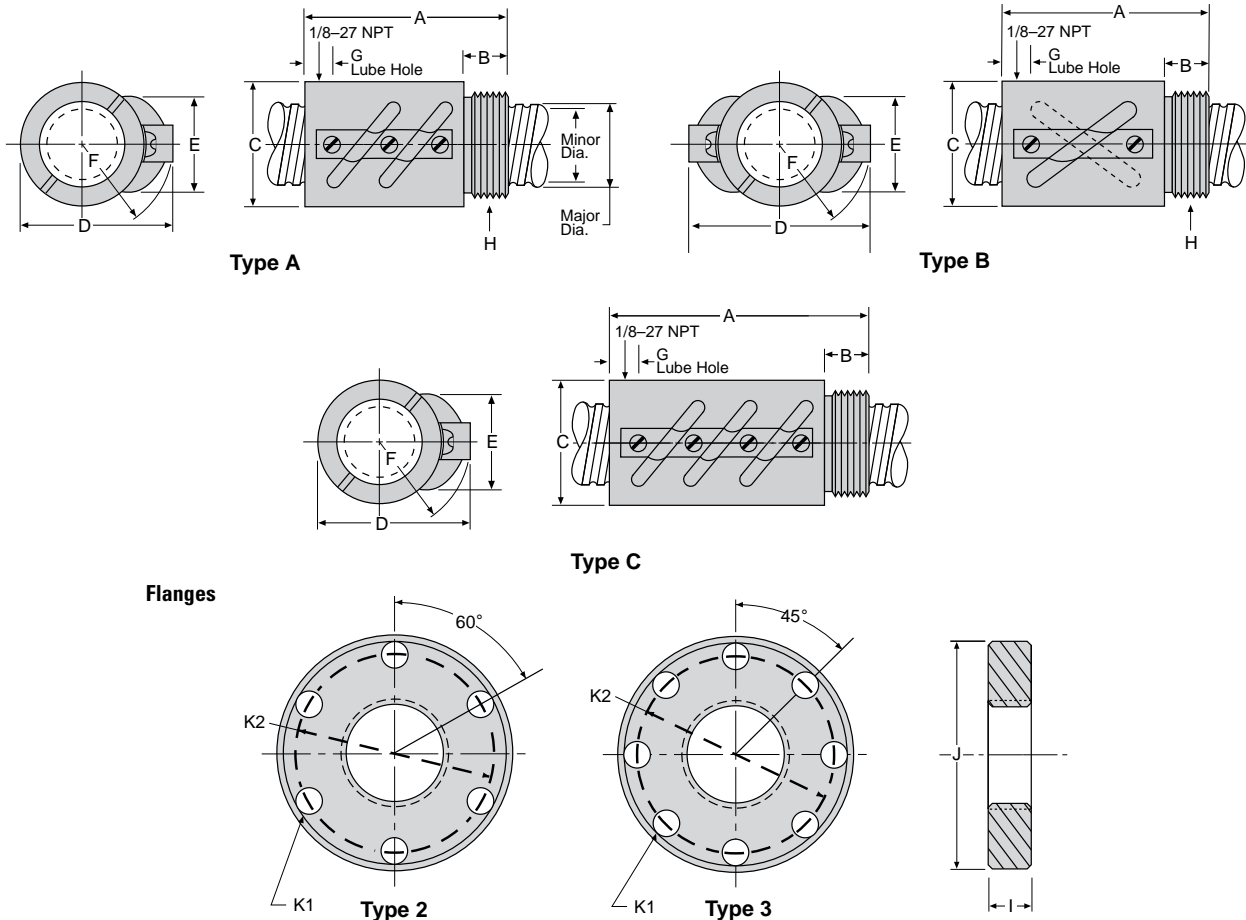 A
1/8–27 NPT
G
Lube Hole
B
C
E
F
D
Minor
Dia.
Major
Dia.
H
Type A
A
1/8–27 NPT
G
Lube Hole
B
C
E
F
D
H
Type B
A
1/8–27 NPT
G
Lube Hole
B
C
E
F
D
Type C
Flanges
60°
K2
K1
Type 2
45°
K2
K1
Type 3
J
I